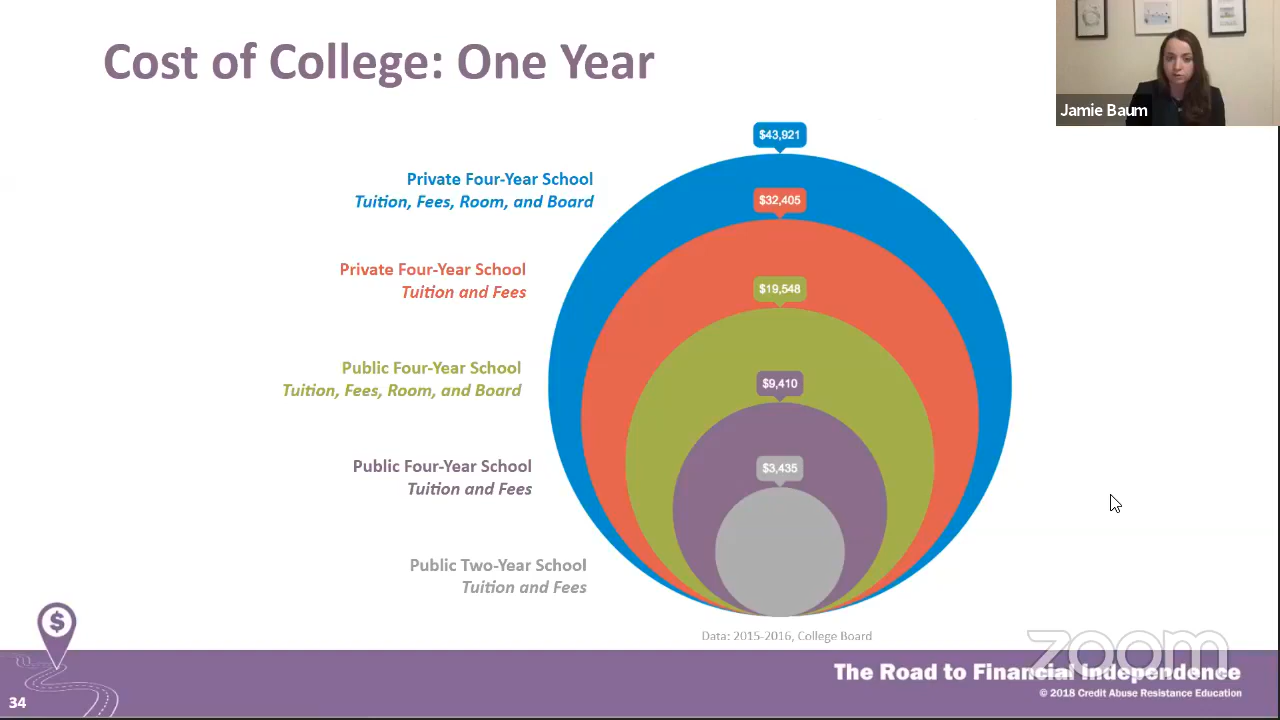 Cost of College: One Year
Jamie Baum
$43,921
Private Four-Year School
Tuition, Fees, Room, and Board
$32,405
Private Four-Year School
Tuition and Fees
$19,548
Public Four-Year School
Tuition, Fees, Room, and Board
$9,410
Public Four-Year School
Tuition and Fees
$3,435
Public Two-Year School
Tuition and Fees
$
Data: 2015-2016, College Board
zoom
The Road to Financial Independence
© 2018 Credit Abuse Resistance Education
34